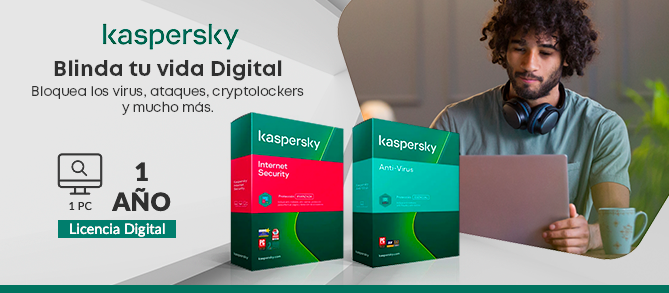 kaspersky
Blinda tu vida Digital
Bloquea los virus, ataques, cryptolockers
y mucho más.
1 PC
1
AÑO
Licencia Digital
kaspersky
Internet
Security
kaspersky
Anti-Virus